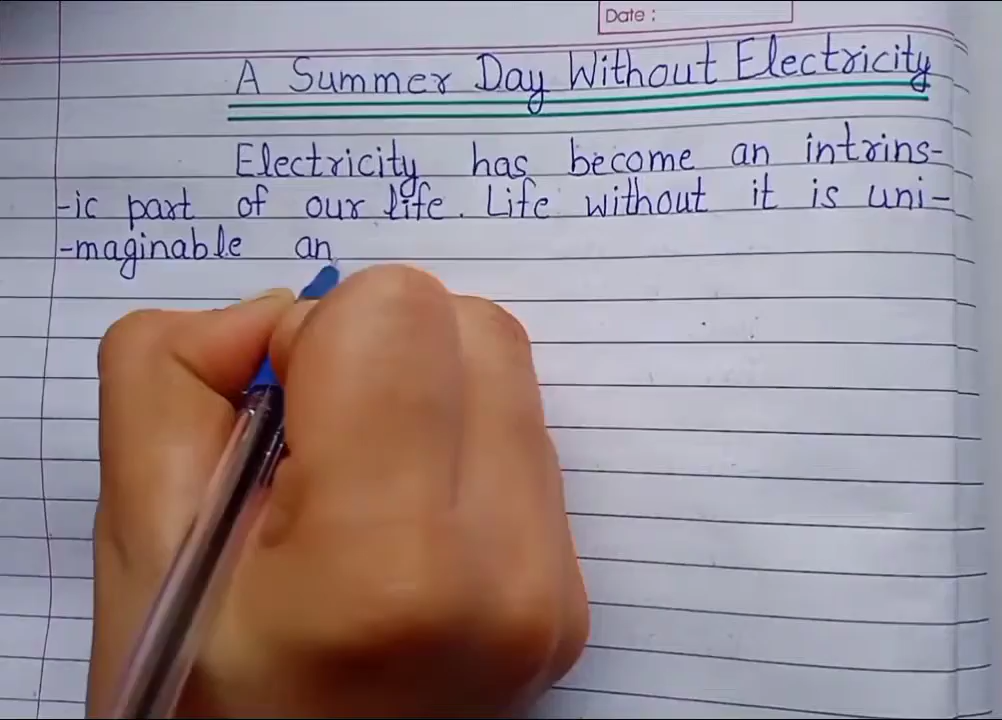 Date :
A Summer Day Without Electricity
Electricity has become an intrins-
-ic part of our life. Life without it is uni-
-maginable an